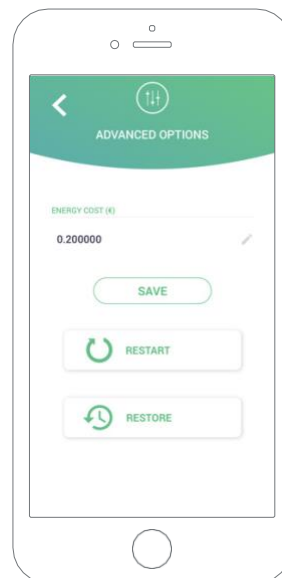 ADVANCED OPTIONS
ENERGY COST (€)
0.200000
SAVE
RESTART
RESTORE